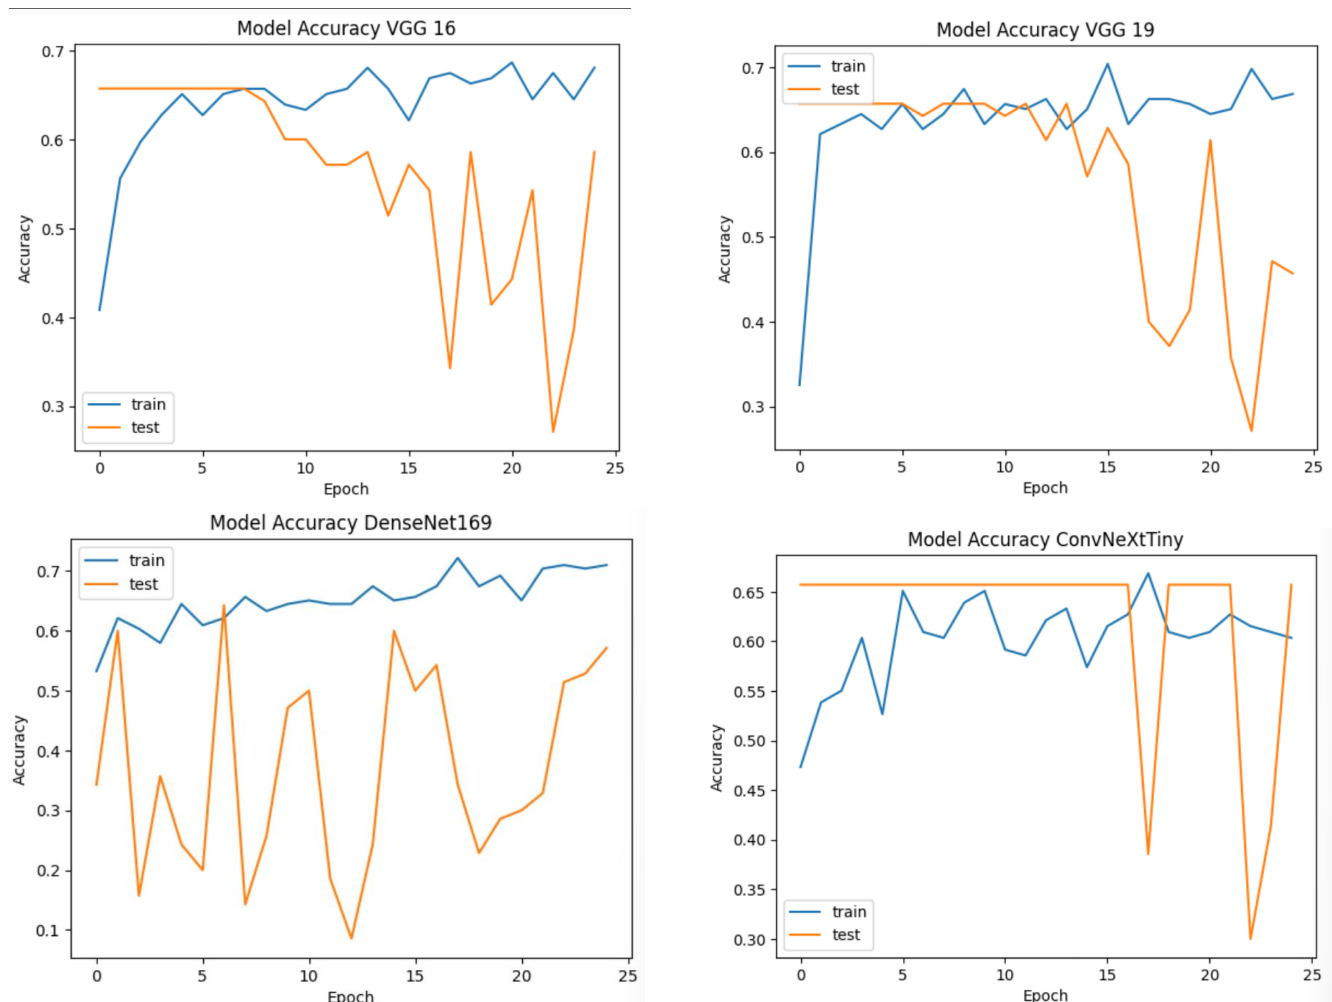 Model Accuracy VGG 16
0.7
0.6
0.5
0.4
0.3
Accuracy
train
test
0 5 10 15 20 25
Epoch
Model Accuracy VGG 19
train
test
0.7
0.6
0.5
0.4
0.3
Accuracy
0 5 10 15 20 25
Epoch
Model Accuracy DenseNet169
train
test
0.7
0.6
0.5
0.4
0.3
0.2
0.1
Accuracy
0 5 10 15 20 25
Epoch
Model Accuracy ConvNeXtTiny
0.65
0.60
0.55
0.50
0.45
0.40
0.35
0.30
Accuracy
train
test
0 5 10 15 20 25
Epoch